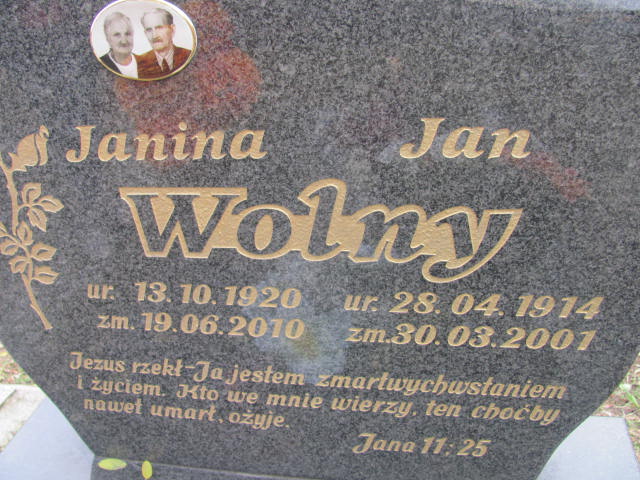 Janina Jan
Wolny
ur. 13.10.1920 ur. 28.04.1914
zm. 19.06.2010 zm.30.03.2001
Jezus rzekł-Ja jestem zmartwychwstaniem
i życiem. Kto we mnie wierzy, ten choćby
nawet umarł, ożyje.
Jana 11;25